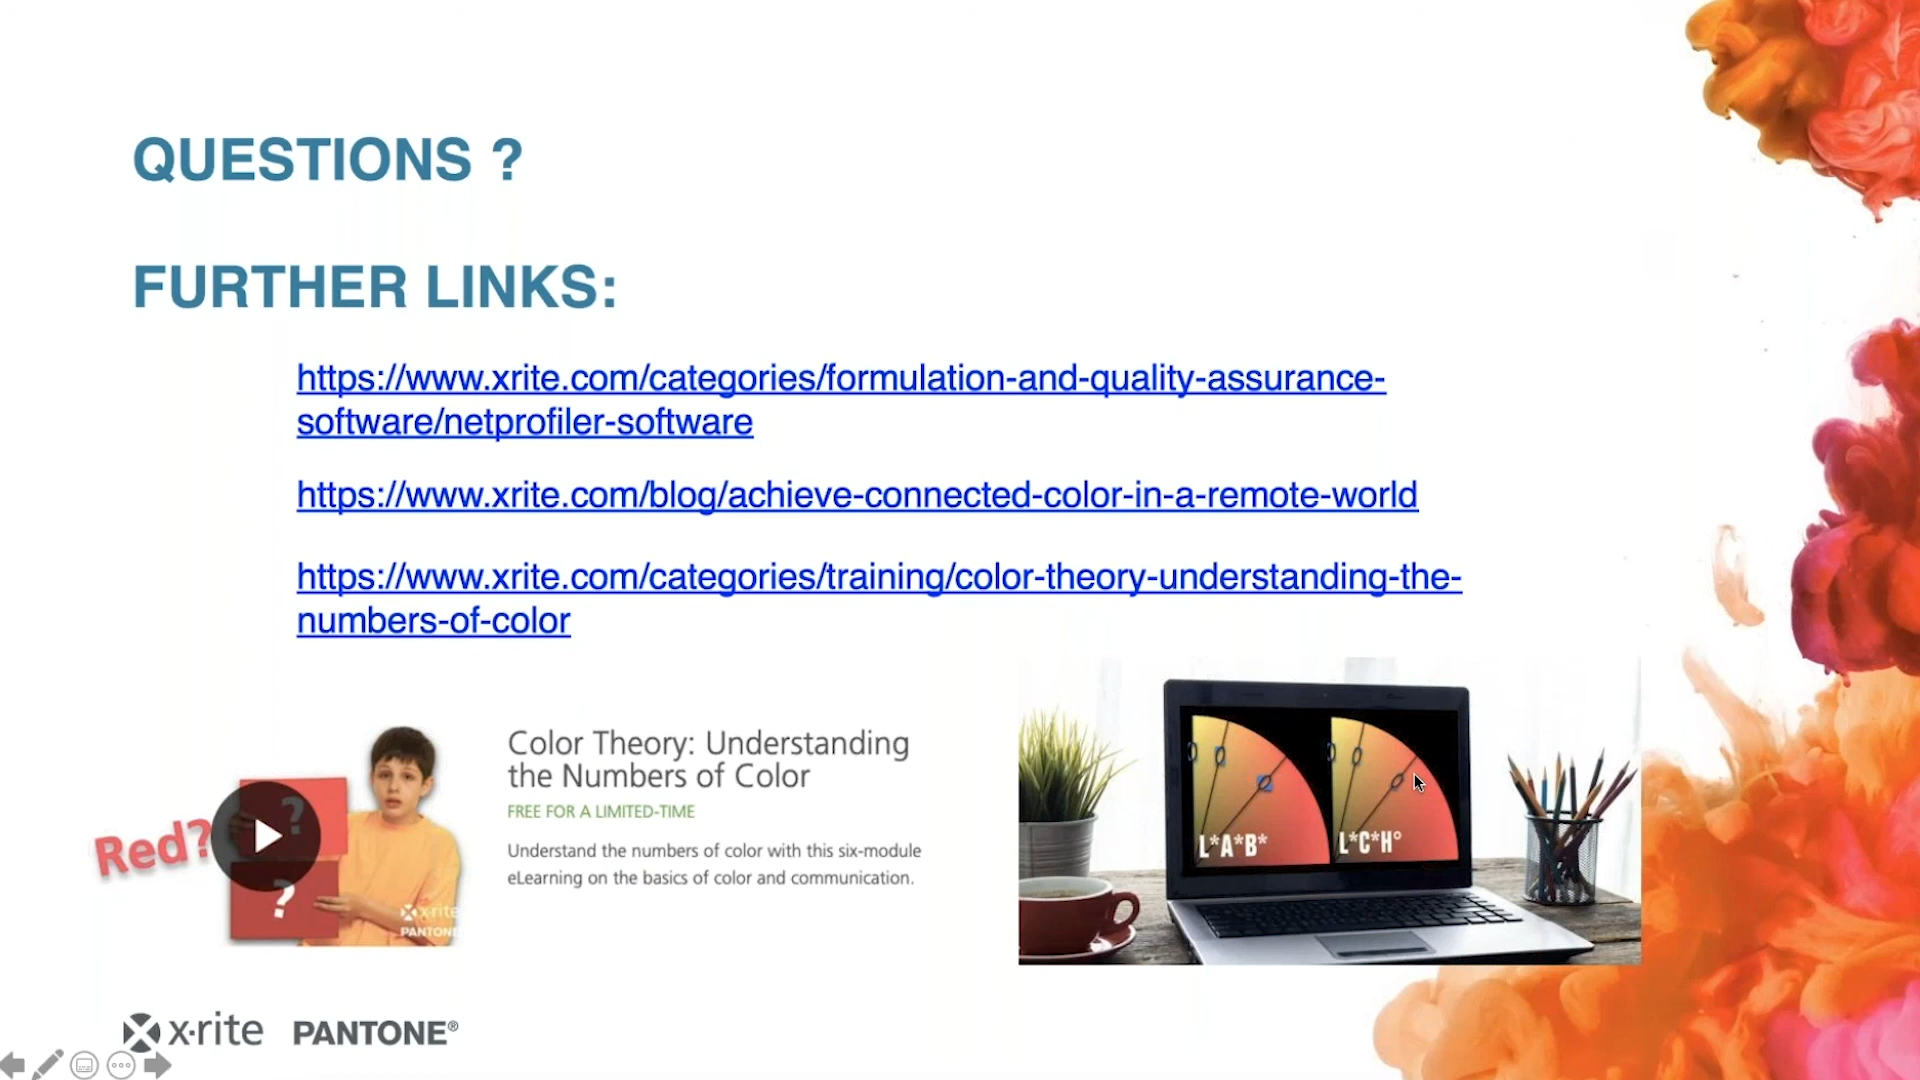 QUESTIONS ?
FURTHER LINKS:
https://www.xrite.com/categories/formulation-and-quality-assurance-
software/netprofiler-software
https://www.xrite.com/blog/achieve-connected-color-in-a-remote-world
https://www.xrite.com/categories/training/color-theory-understanding-the-
numbers-of-color
Red?
?
?
x-rite
PANTONE
Color Theory: Understanding
the Numbers of Color
FREE FOR A LIMITED-TIME
Understand the numbers of color with this six-module
eLearning on the basics of color and communication.
L*A*B*
L*C*H°
x·rite PANTONE®